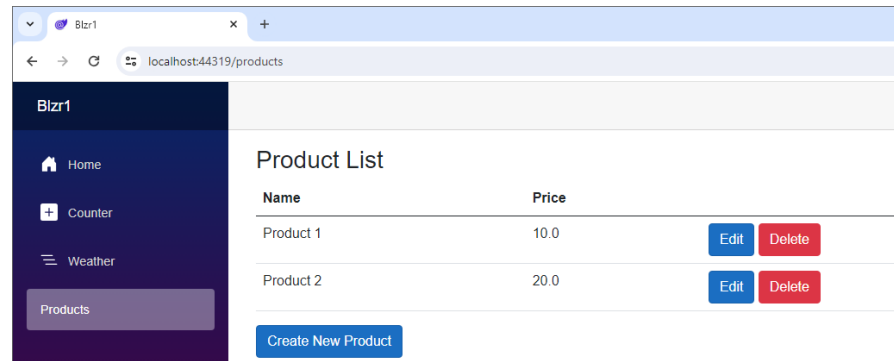 Blzr1
localhost:44319/products
Blzr1
Home
Counter
Weather
Products
Product List
Name Price
Product 1 10.0 Edit Delete
Product 2 20.0 Edit Delete
Create New Product